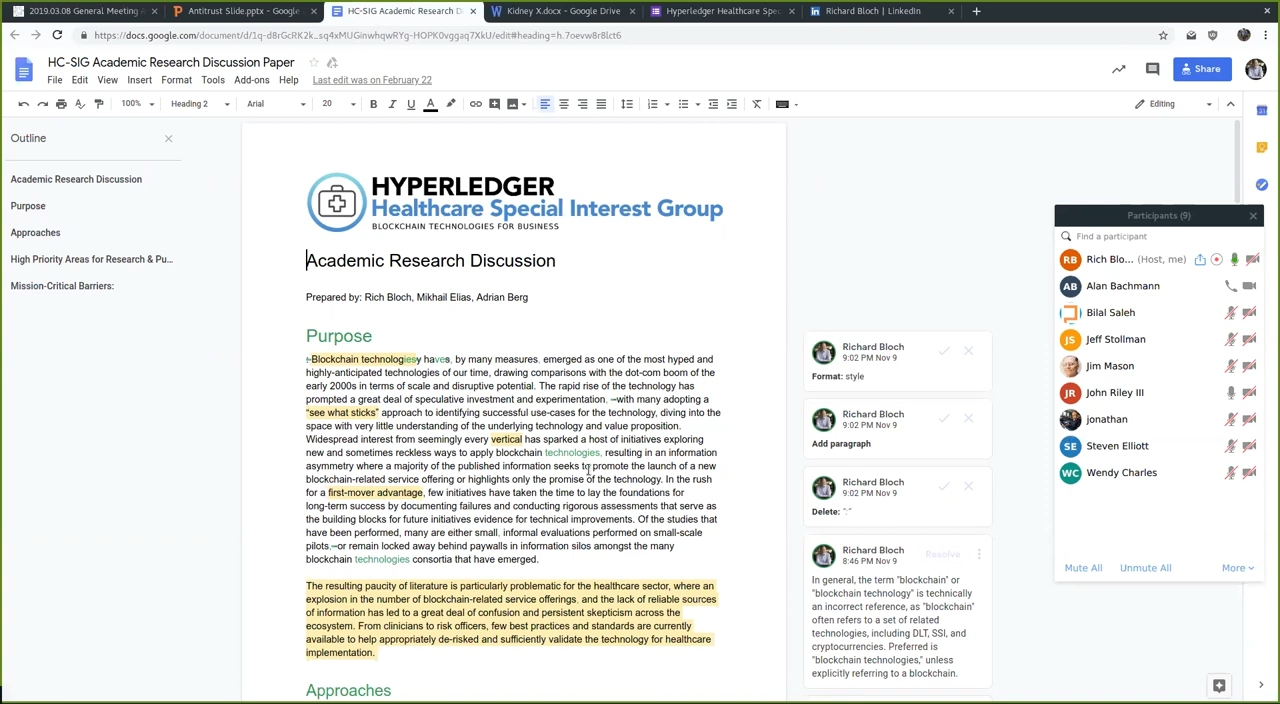 2019.03.08 General Meeting A
Antitrust Slide.pptx - Google
HC-SIG Academic Research D
Kidney X.docx - Google Drive
Hyperledger Healthcare Spec
Richard Bloch | LinkedIn
https://docs.google.com/document/d/1q-d8rGcRK2k_sq4xMUGinwhqwRYg-HOPK0vggaq7XkU/edit#heading=h.7oevw8r8lct6
HC-SIG Academic Research Discussion Paper
File Edit View Insert Format Tools Add-ons Help Last edit was on February 22
Share
100% Heading 2 Arial 20 B I U A Editing
Outline
Academic Research Discussion
Purpose
Approaches
High Priority Areas for Research & Pu...
Mission-Critical Barriers:
HYPERLEDGER
Healthcare Special Interest Group
BLOCKCHAIN TECHNOLOGIES FOR BUSINESS
Academic Research Discussion
Prepared by: Rich Bloch, Mikhail Elias, Adrian Berg
Purpose
Blockchain technologiesy haves, by many measures, emerged as one of the most hyped and
highly-anticipated technologies of our time, drawing comparisons with the dot-com boom of the
early 2000s in terms of scale and disruptive potential. The rapid rise of the technology has
prompted a great deal of speculative investment and experimentation, –with many adopting a
“see what sticks” approach to identifying successful use-cases for the technology, diving into the
space with very little understanding of the underlying technology and value proposition.
Widespread interest from seemingly every vertical has sparked a host of initiatives exploring
new and sometimes reckless ways to apply blockchain technologies, resulting in an information
asymmetry where a majority of the published information seeks to promote the launch of a new
blockchain-related service offering or highlights only the promise of the technology. In the rush
for a first-mover advantage, few initiatives have taken the time to lay the foundations for
long-term success by documenting failures and conducting rigorous assessments that serve as
the building blocks for future initiatives evidence for technical improvements. Of the studies that
have been performed, many are either small, informal evaluations performed on small-scale
pilots,–or remain locked away behind paywalls in information silos amongst the many
blockchain technologies consortia that have emerged.
The resulting paucity of literature is particularly problematic for the healthcare sector, where an
explosion in the number of blockchain-related service offerings, and the lack of reliable sources
of information has led to a great deal of confusion and persistent skepticism across the
ecosystem. From clinicians to risk officers, few best practices and standards are currently
available to help appropriately de-risked and sufficiently validate the technology for healthcare
implementation.
Approaches
Richard Bloch
9:02 PM Nov 9
Format: style
Richard Bloch
9:02 PM Nov 9
Add paragraph
Richard Bloch
9:02 PM Nov 9
Delete: ":"
Richard Bloch
Resolve
8:46 PM Nov 9
In general, the term "blockchain" or
"blockchain technology" is technically
an incorrect reference, as "blockchain"
often refers to a set of related
technologies, including DLT, SSI, and
cryptocurrencies. Preferred is
"blockchain technologies," unless
explicitly referring to a blockchain.
Participants (9)
Find a participant
RB Rich Blo... (Host, me)
AB Alan Bachmann
Bilal Saleh
JS Jeff Stollman
Jim Mason
JR John Riley III
jonathan
SE Steven Elliott
WC Wendy Charles
Mute All Unmute All More